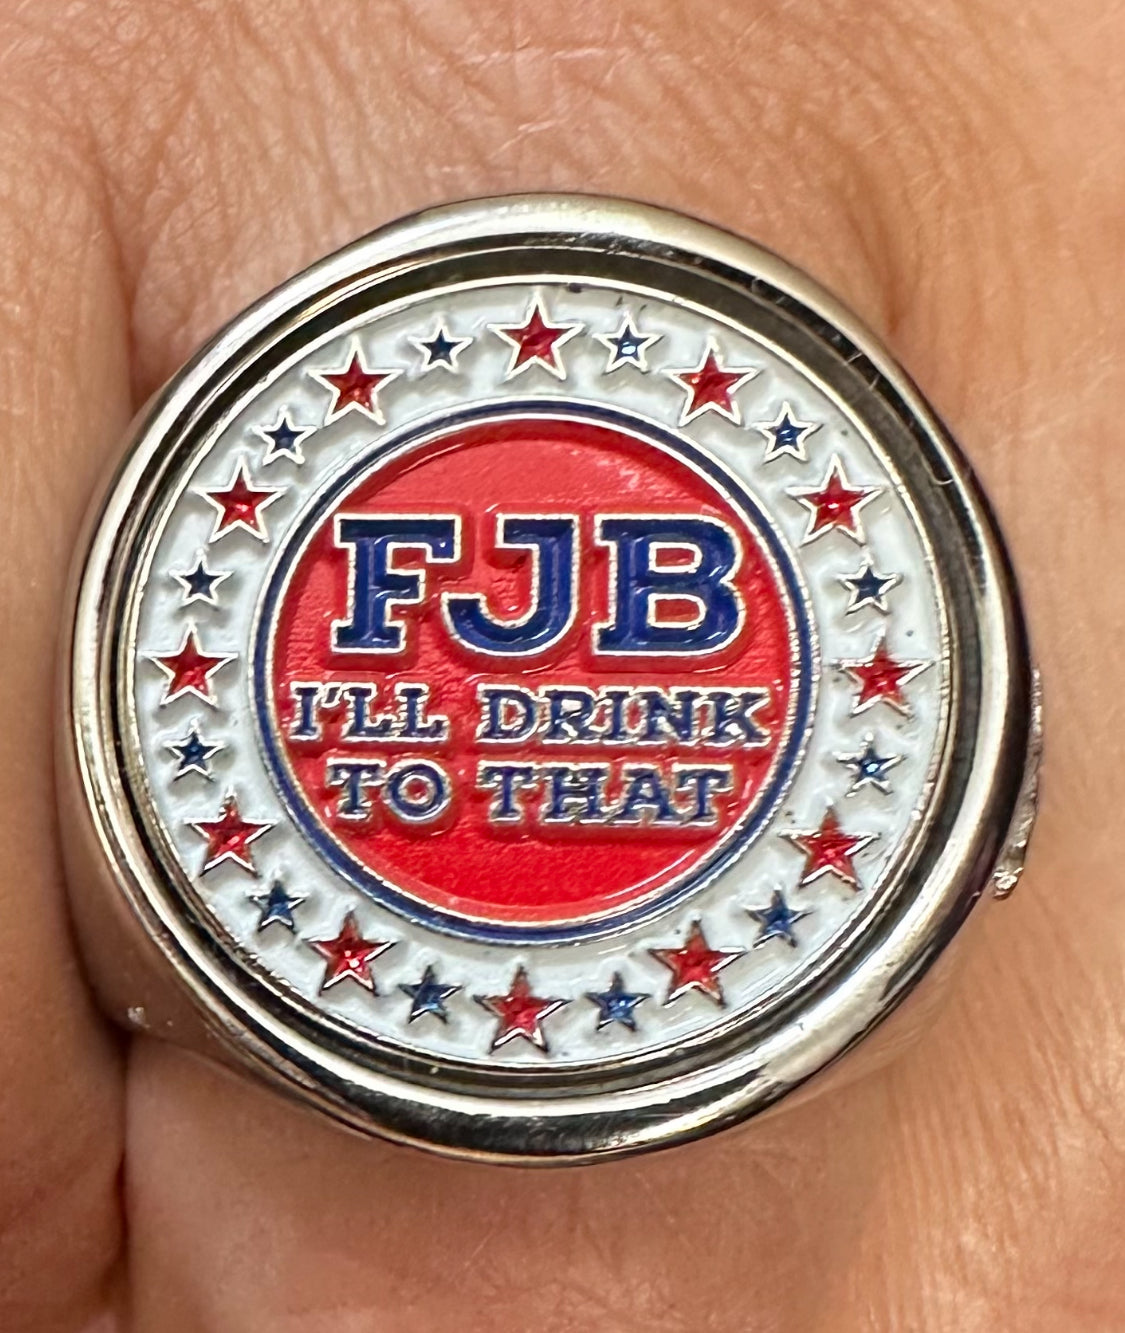 FJB
I'LL DRINK
TO THAT